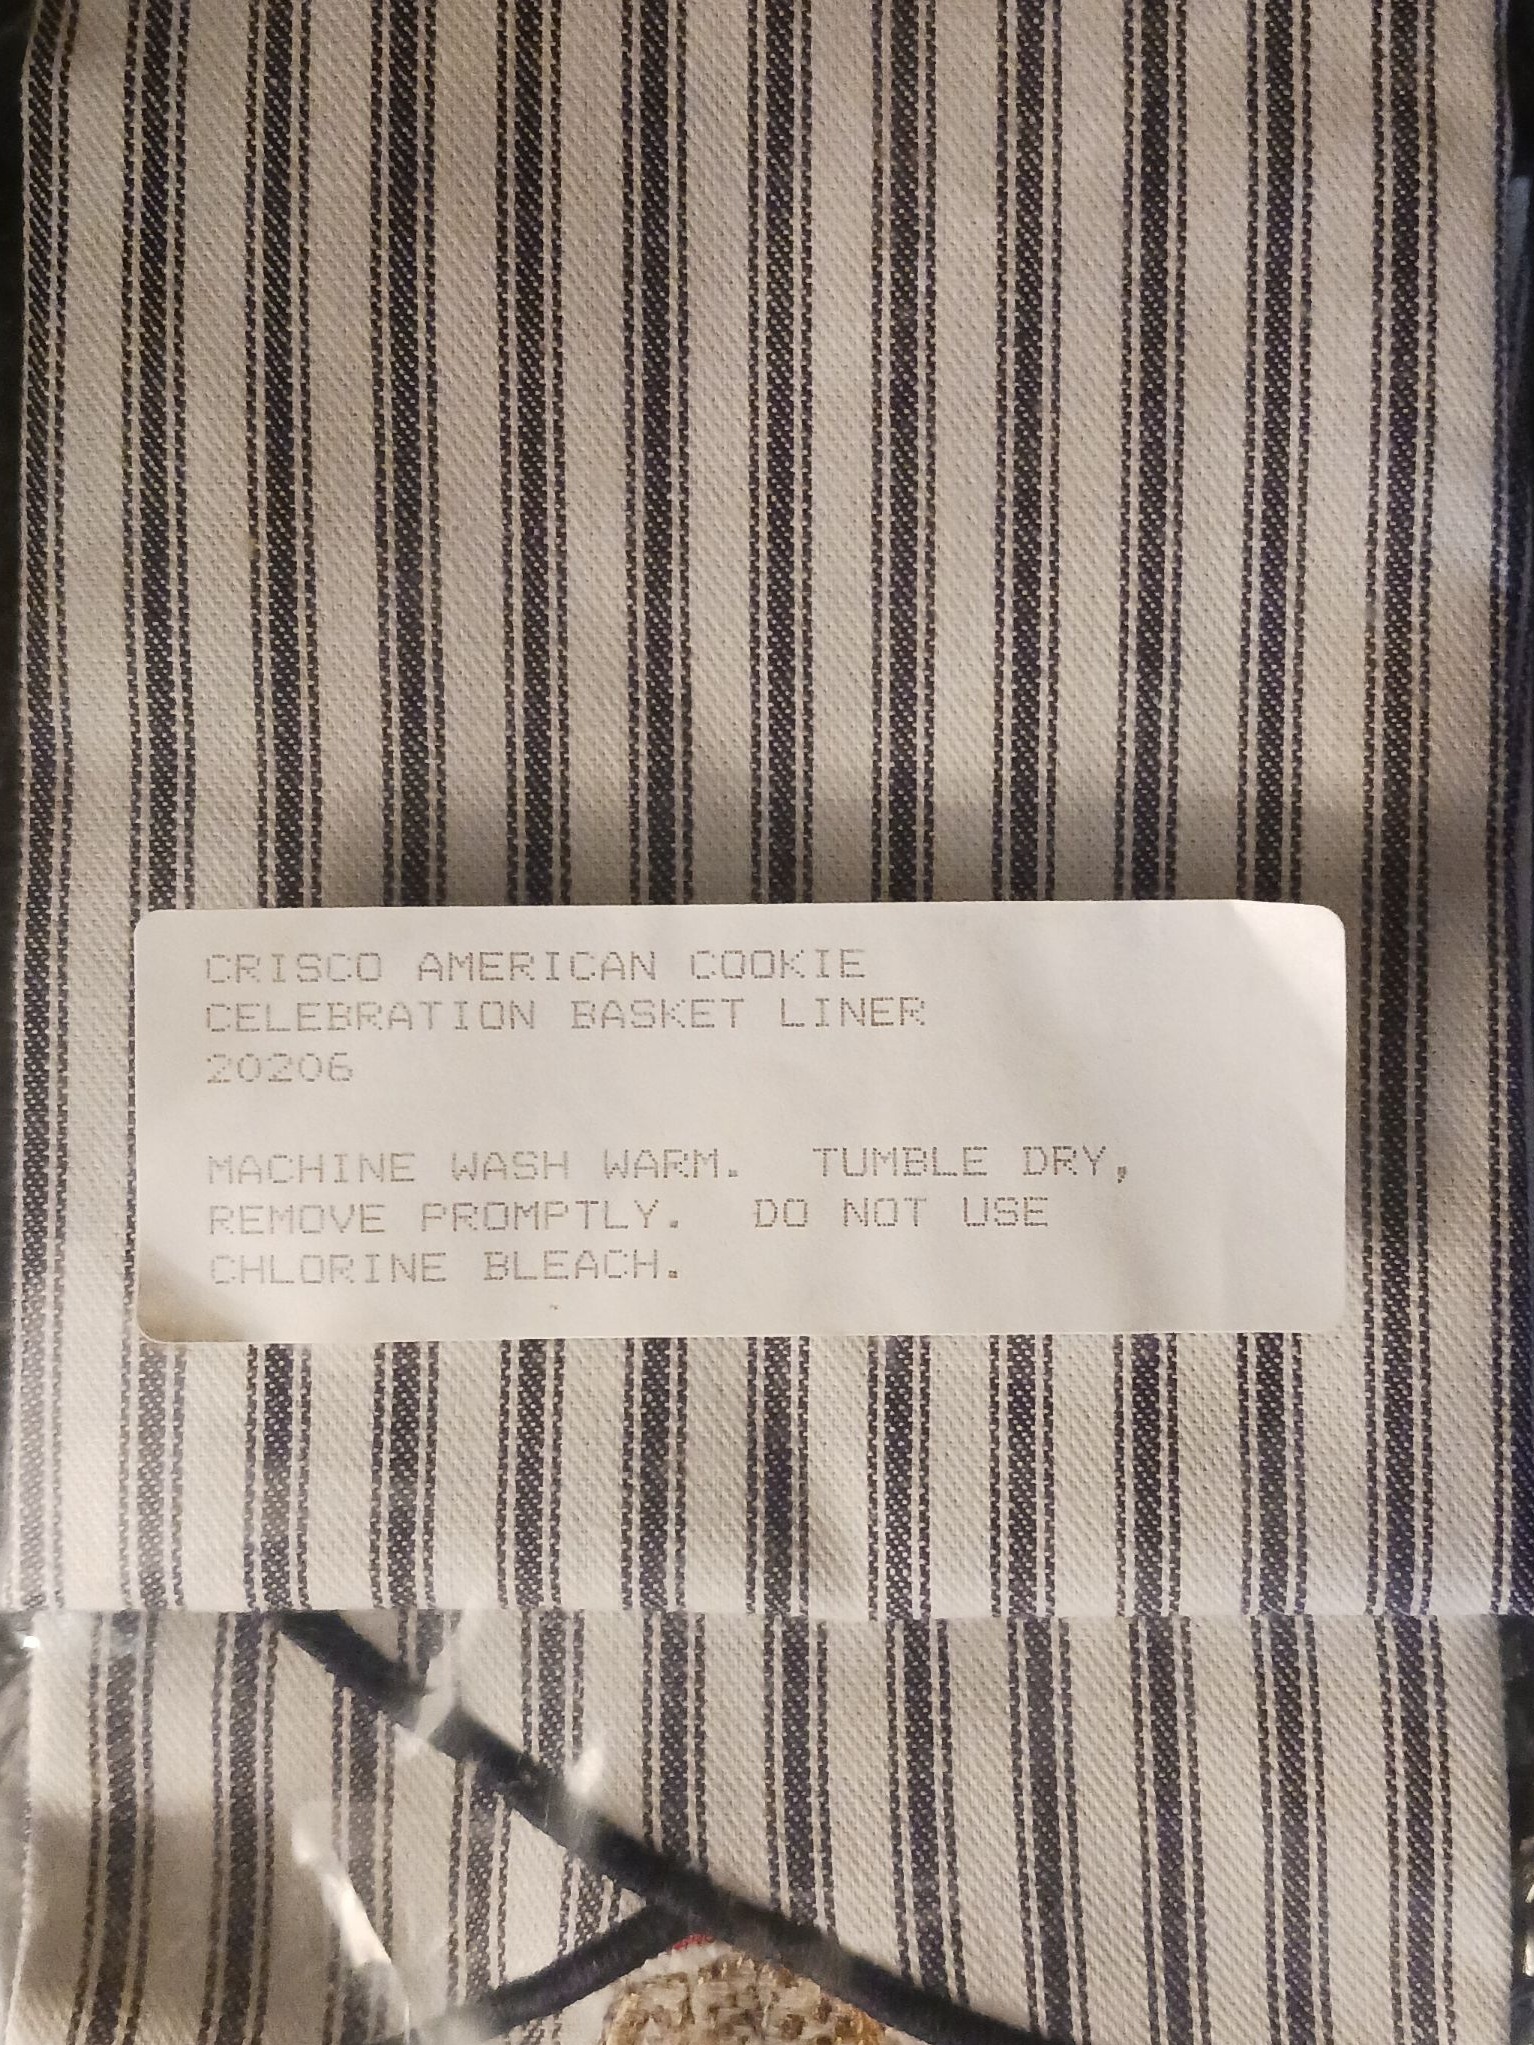 CRISCO AMERICAN COOKIE
CELEBRATION BASKET LINER
20206
MACHINE WASH WARM.  TUMBLE DRY,
REMOVE PROMPTLY.  DO NOT USE
CHLORINE BLEACH.